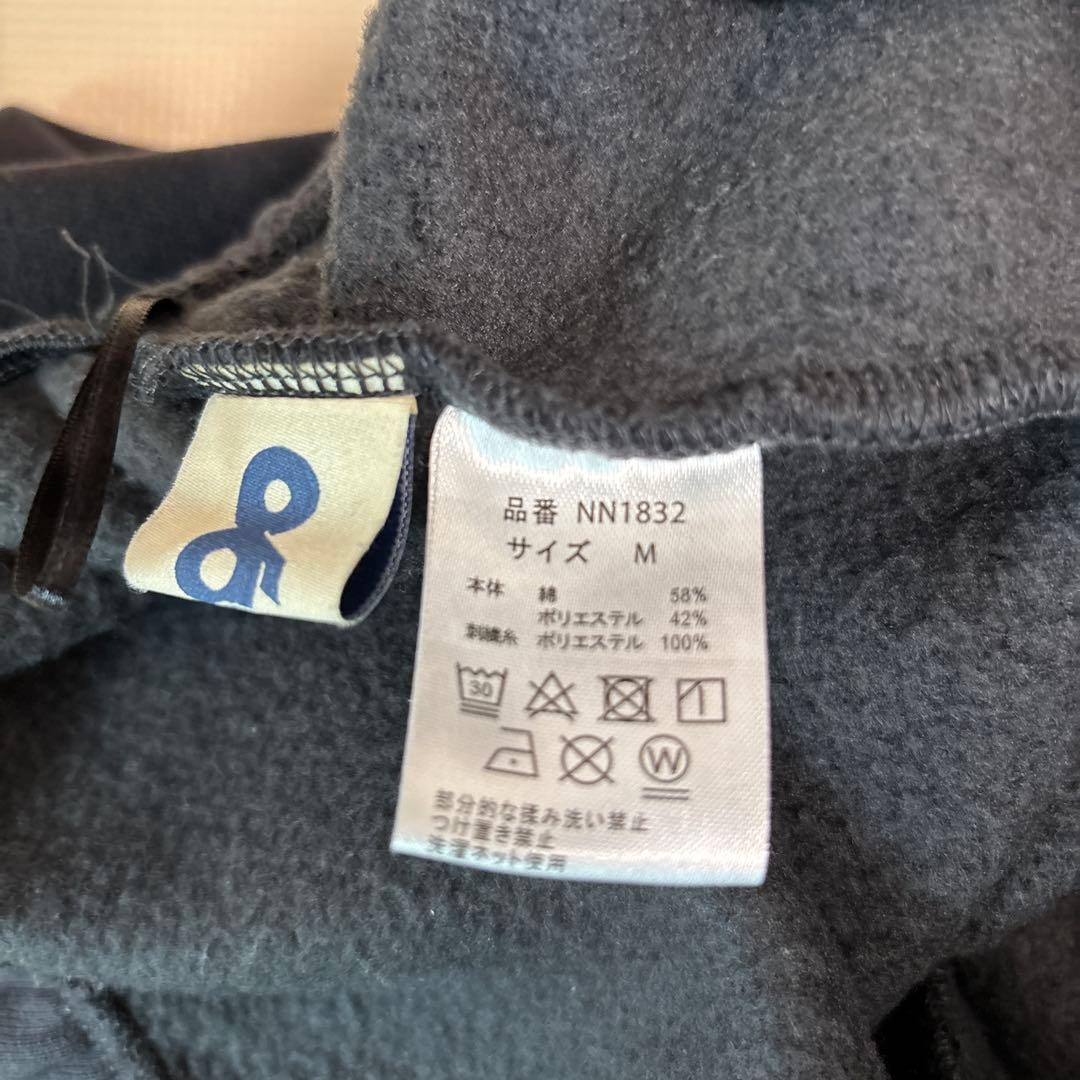 品番 NN1832
サイズ M
本体 綿 58%
ポリエステル 42%
刺繍糸 ポリエステル 100%
30
W
部分的な揉み洗い禁止
つけ置き禁止
洗濯ネット使用